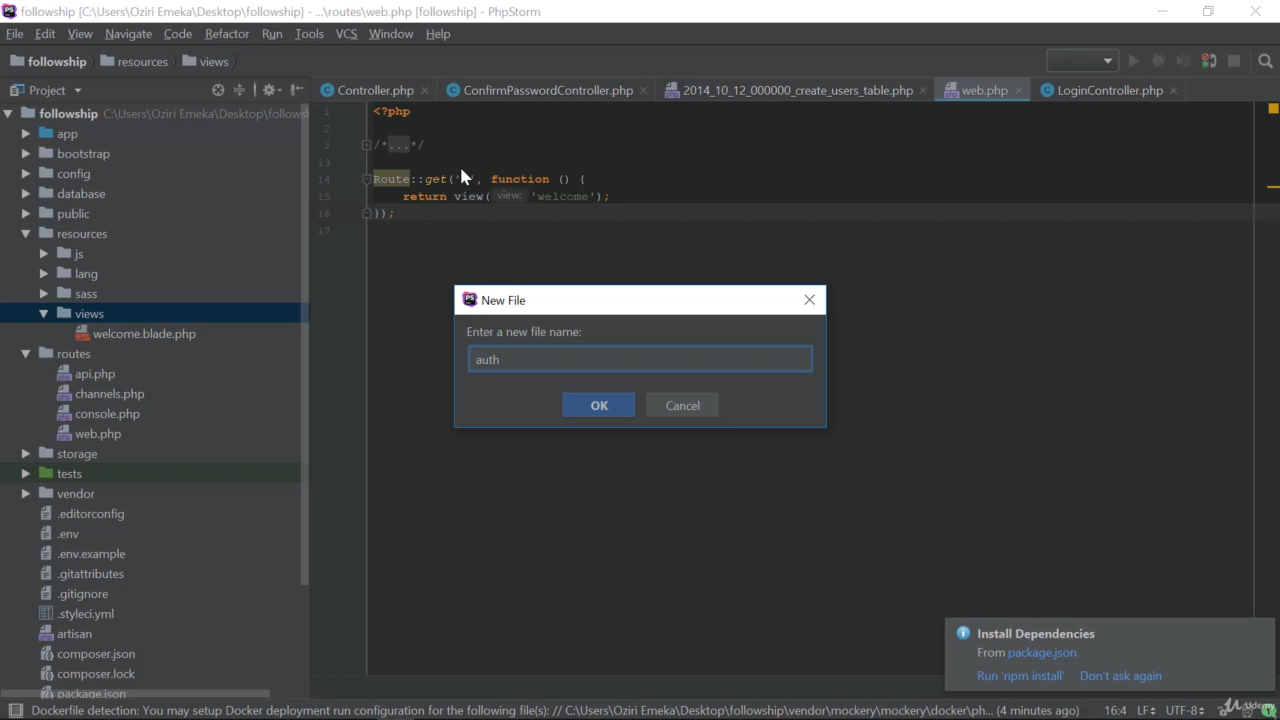 followship [C:\Users\Oziri Emeka\Desktop\followship] - ...\routes\web.php [followship] - PhpStorm
File Edit View Navigate Code Refactor Run Tools VCS Window Help
followship resources views
Project
Controller.php ConfirmPasswordController.php 2014_10_12_000000_create_users_table.php web.php LoginController.php
followship C:\Users\Oziri Emeka\Desktop\follows
app
bootstrap
config
database
public
resources
js
lang
sass
views
welcome.blade.php
routes
api.php
channels.php
console.php
web.php
storage
tests
vendor
.editorconfig
.env
.env.example
.gitattributes
.gitignore
.styleci.yml
artisan
composer.json
composer.lock
package.json
1 <?php
2
3 /*...*/
13
14 Route::get('/', function () {
15 return view( view: 'welcome');
16 });
17
New File
Enter a new file name:
auth
OK Cancel
Install Dependencies
From package.json
Run 'npm install' Don't ask again
Dockerfile detection: You may setup Docker deployment run configuration for the following file(s): // C:\Users\Oziri Emeka\Desktop\followship\vendor\mockery\mockery\docker\ph... (4 minutes ago) 16:4 LF UTF-8
Udemy